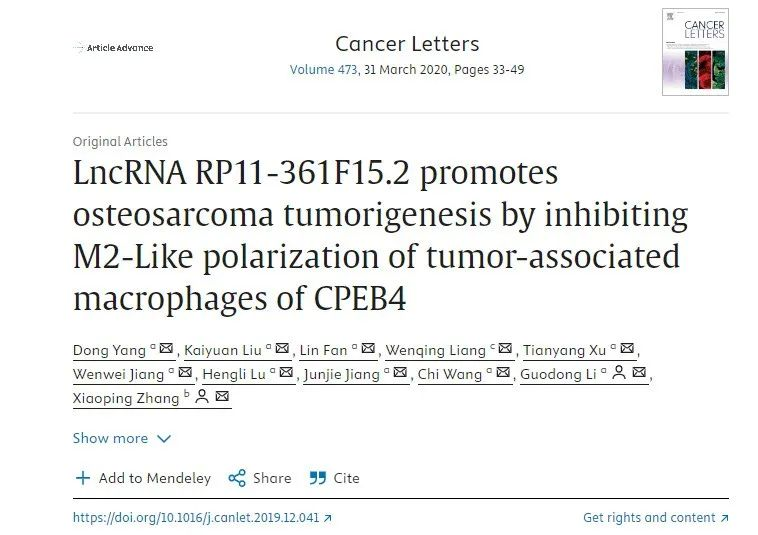 Article Advance
Cancer Letters
Volume 473, 31 March 2020, Pages 33-49
CANCER
LETTERS
Original Articles
LncRNA RP11-361F15.2 promotes
osteosarcoma tumorigenesis by inhibiting
M2-Like polarization of tumor-associated
macrophages of CPEB4
Dong Yang a, Kaiyuan Liu a, Lin Fan a, Wenqing Liang c, Tianyang Xu a,
Wenwei Jiang a, Hengli Lu a, Junjie Jiang a, Chi Wang a, Guodong Li a,
Xiaoping Zhang b
Show more
Add to Mendeley Share Cite
https://doi.org/10.1016/j.canlet.2019.12.041 Get rights and content